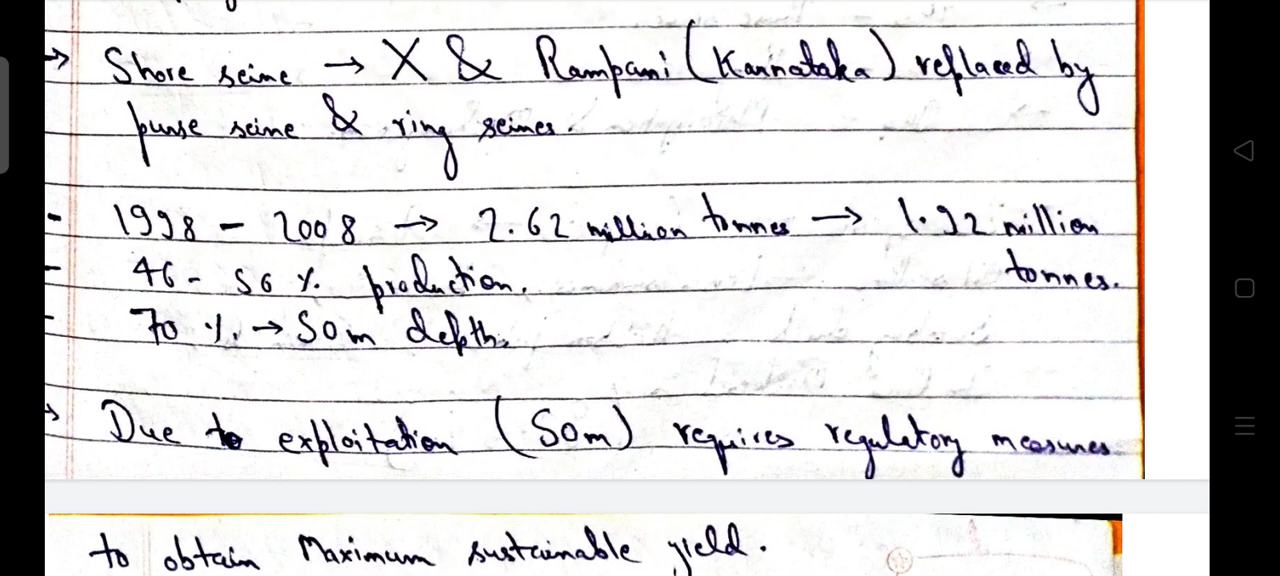 → Shore seine → X & Rampani (Karnataka) replaced by
purse seine & ring seines.
- 1998 - 2008 → 2.62 million tonnes → 1.92 million
tonnes.
- 46 - 56 % production.
- 70 % → 50m depth.
→ Due to exploitation (50m) requires regulatory measures
to obtain Maximum sustainable yield.